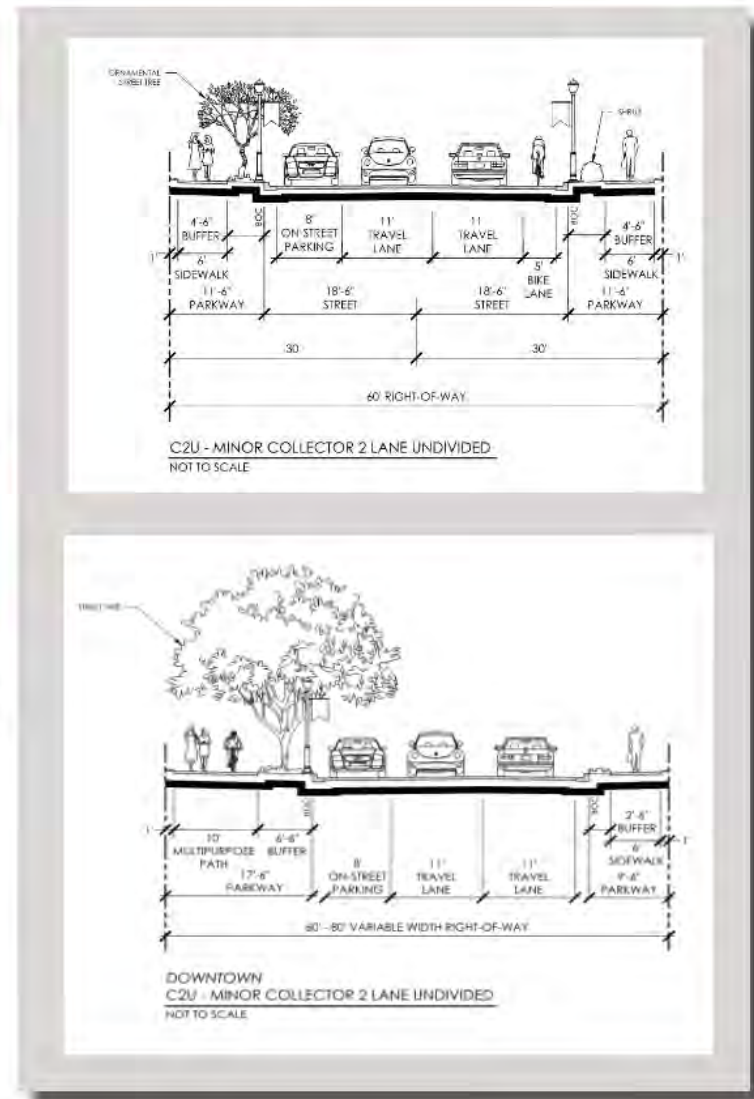 ORNAMENTAL
STREET TREE
SHRUB
BOC
BOC
4'-6"
BUFFER
8'
ON STREET
PARKING
11'
TRAVEL
LANE
11
TRAVEL
LANE
4'-6"
BUFFER
1'
6'
SIDEWALK
5'
BIKE
LANE
6'
SIDEWALK
1'
11'-6"
PARKWAY
18'-6"
STREET
18'-6"
STREET
11'-6"
PARKWAY
30'
30'
60' RIGHT-OF-WAY
C2U - MINOR COLLECTOR 2 LANE UNDIVIDED
NOT TO SCALE
STREET TREE
BOC
BOC
2'-6"
BUFFER
1'
10'
MULTIPURPOSE
PATH
6'-6"
BUFFER
6'
SIDEWALK
1'
17'-6"
PARKWAY
8'
ON-STREET
PARKING
11'
TRAVEL
LANE
11'
TRAVEL
LANE
9'-6"
PARKWAY
60' - 80' VARIABLE WIDTH RIGHT-OF-WAY
DOWNTOWN
C2U - MINOR COLLECTOR 2 LANE UNDIVIDED
NOT TO SCALE